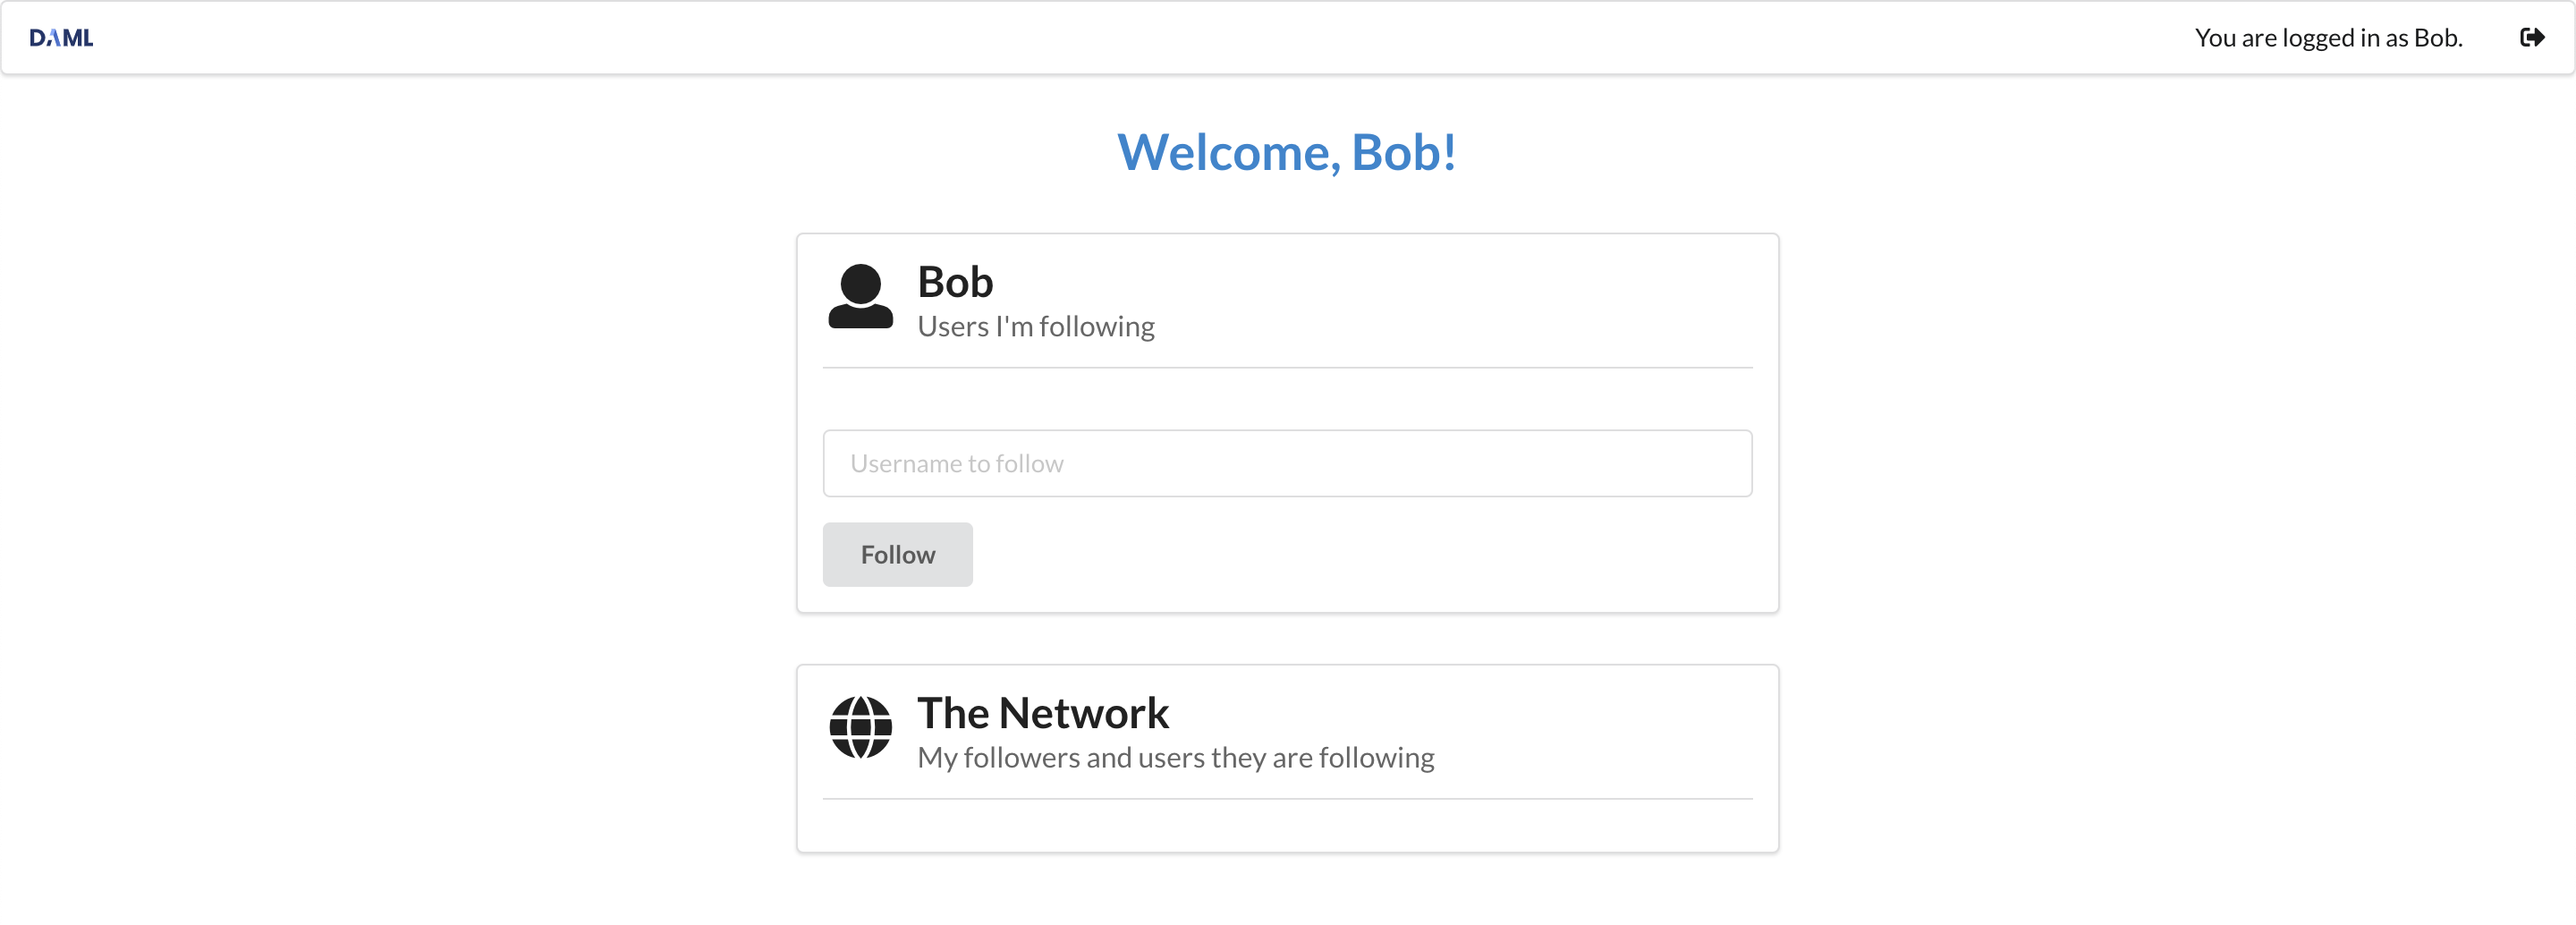 DAML
You are logged in as Bob.
Welcome, Bob!
Bob
Users I'm following
Username to follow
Follow
The Network
My followers and users they are following